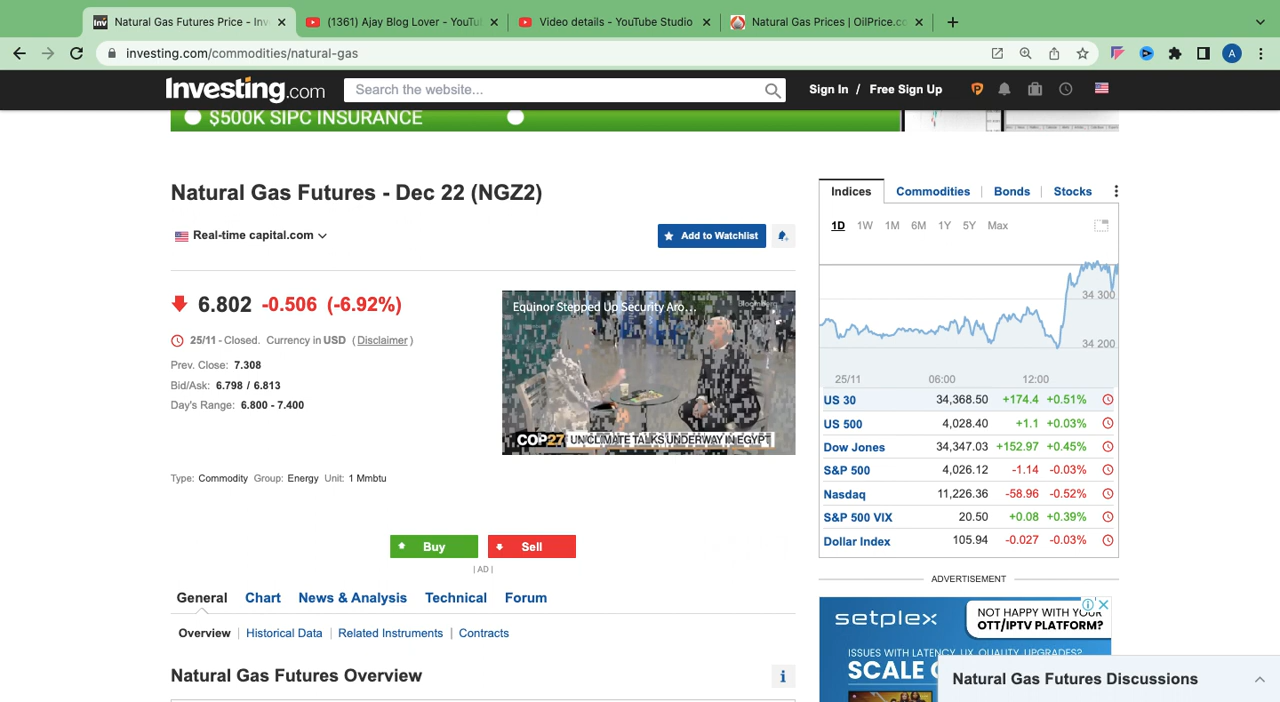 Natural Gas Futures Price - Inv
(1361) Ajay Blog Lover - YouTu
Video details - YouTube Studio
Natural Gas Prices | OilPrice.co
investing.com/commodities/natural-gas
A
Investing.com
Search the website...
Sign In / Free Sign Up
$500K SIPC INSURANCE
Natural Gas Futures - Dec 22 (NGZ2)
Real-time capital.com
Add to Watchlist
6.802 -0.506 (-6.92%)
25/11 - Closed. Currency in USD ( Disclaimer )
Prev. Close: 7.308
Bid/Ask: 6.798 / 6.813
Day's Range: 6.800 - 7.400
Equinor Stepped Up Security Aro...
Bloomberg
COP27 UN CLIMATE TALKS UNDERWAY IN EGYPT
Type: Commodity Group: Energy Unit: 1 Mmbtu
Buy
Sell
| AD |
General Chart News & Analysis Technical Forum
Overview | Historical Data | Related Instruments | Contracts
Natural Gas Futures Overview
i
Indices Commodities Bonds Stocks
1D 1W 1M 6M 1Y 5Y Max
34 300
34 200
25/11 06:00 12:00
US 30 34,368.50 +174.4 +0.51%
US 500 4,028.40 +1.1 +0.03%
Dow Jones 34,347.03 +152.97 +0.45%
S&P 500 4,026.12 -1.14 -0.03%
Nasdaq 11,226.36 -58.96 -0.52%
S&P 500 VIX 20.50 +0.08 +0.39%
Dollar Index 105.94 -0.027 -0.03%
ADVERTISEMENT
setplex
NOT HAPPY WITH YOUR
OTT/IPTV PLATFORM?
ISSUES WITH LATENCY, UX, QUALITY, UPGRADES?
SCALE
Natural Gas Futures Discussions